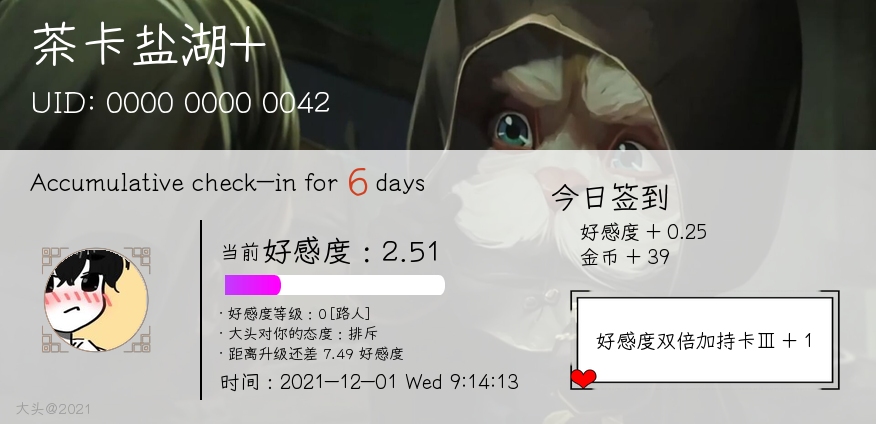 茶卡盐湖十
UID: 0000 0000 0042
Accumulative check—in for 6 days
今日签到
好感度 + 0.25
金币 + 39
当前好感度：2.51
· 好感度等级：0 [路人]
· 大头对你的态度：排斥
· 距离升级还差 7.49 好感度
时间：2021—12—01 Wed 9:14:13
好感度双倍加持卡Ⅲ + 1
大头@2021